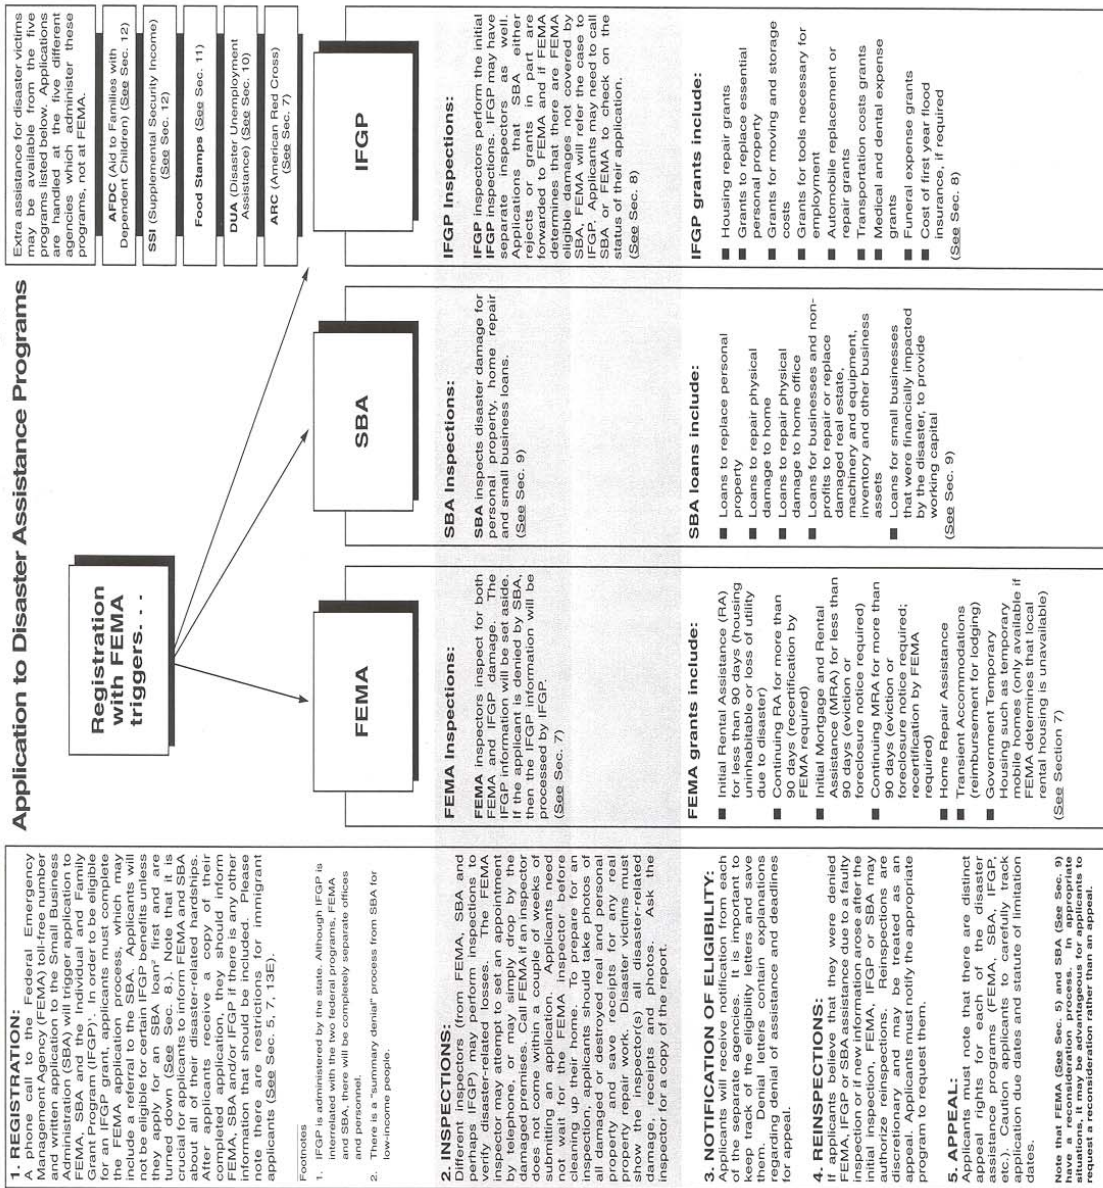 Application to Disaster Assistance Programs
1. REGISTRATION:
A phone call to the Federal Emergency
Management Agency (FEMA) toll-free number
and written application to the Small Business
Administration (SBA) will trigger application to
FEMA, SBA and the Individual and Family
Grant Program (IFGP)¹. In order to be eligible
for an IFGP grant, applicants must complete
the FEMA application process, which may
include a referral to the SBA. Applicants will
not be eligible for certain IFGP benefits unless
they apply for an SBA loan² first and are
turned down (See Sec. 8.). Note that it is
crucial for applicants to inform FEMA and SBA
about all of their disaster-related hardships.
After applicants receive a copy of their
completed application, they should inform
FEMA, SBA and/or IFGP if there is any other
information that should be included. Please
note there are restrictions for immigrant
applicants (See Sec. 5, 7, 13E).
Footnotes
1. IFGP is administered by the state. Although IFGP is
interrelated with the two federal programs, FEMA
and SBA, there will be completely separate offices
and personnel.
2. There is a "summary denial" process from SBA for
low-income people.
Registration
with FEMA
triggers. . .
Extra assistance for disaster victims
may be available from the five
programs listed below. Applications
are handled at the five different
agencies which administer these
programs, not at FEMA.
AFDC (Aid to Families with
Dependent Children) (See Sec. 12)
SSI (Supplemental Security Income)
(See Sec. 12)
Food Stamps (See Sec. 11)
DUA (Disaster Unemployment
Assistance) (See Sec. 10)
ARC (American Red Cross)
(See Sec. 7)
FEMA
SBA
IFGP
2. INSPECTIONS:
Different inspectors (from FEMA, SBA and
perhaps IFGP) may perform inspections to
verify disaster-related losses. The FEMA
inspector may attempt to set an appointment
by telephone, or may simply drop by the
damaged premises. Call FEMA if an inspector
does not come within a couple of weeks of
submitting an application. Applicants need
not wait for the FEMA inspector before
cleaning up their home. To prepare for an
inspection applicants should take photos of
all damaged or destroyed real and personal
property and save receipts for any real
property repair work. Disaster victims must
show the inspector(s) all disaster-related
damage, receipts and photos. Ask the
inspector for a copy of the report.
FEMA Inspections:
FEMA inspectors inspect for both
FEMA and IFGP damage. The
IFGP information will be set aside.
If the applicant is denied by SBA,
then the IFGP information will be
processed by IFGP.
(See Sec. 7)
SBA Inspections:
SBA inspects disaster damage for
personal property, home repair
and small business loans.
(See Sec. 9)
IFGP Inspections:
IFGP inspectors perform the initial
IFGP inspections. IFGP may have
separate inspectors as well.
Applications that SBA either
rejects or grants in part are
forwarded to FEMA and if FEMA
determines that there are FEMA
eligible damages not covered by
SBA, FEMA will refer the case to
IFGP. Applicants may need to call
SBA or FEMA to check on the
status of their application.
(See Sec. 8)
3. NOTIFICATION OF ELIGIBILITY:
Applicants will receive notification from each
of the separate agencies. It is important to
keep track of the eligibility letters and save
them. Denial letters contain explanations
regarding denial of assistance and deadlines
for appeal.
4. REINSPECTIONS:
If applicants believe that they were denied
FEMA, IFGP or SBA assistance due to a faulty
inspection or if new information arose after the
initial inspection, FEMA, IFGP or SBA may
authorize reinspections. Reinspections are
discretionary and may be treated as an
appeal. Applicants must notify the appropriate
program to request them.
5. APPEAL:
Applicants must note that there are distinct
appeal rights for each of the disaster
assistance programs (FEMA, SBA, IFGP,
etc.). Caution applicants to carefully track
application due dates and statute of limitation
dates.
Note that FEMA (See Sec. 5) and SBA (See Sec. 9)
have a reconsideration process. In appropriate
situations, it may be advantageous for applicants to
request reconsideration rather than an appeal.
FEMA grants include:
■ Initial Rental Assistance (RA)
for less than 90 days (housing
uninhabitable or loss of utility
due to disaster)
■ Continuing RA for more than
90 days (recertification by
FEMA required)
■ Initial Mortgage and Rental
Assistance (MRA) for less than
90 days (eviction or
foreclosure notice required)
■ Continuing MRA for more than
90 days (eviction or
foreclosure notice required;
recertification by FEMA
required)
■ Home Repair Assistance
■ Transient Accommodations
(reimbursement for lodging)
■ Government Temporary
Housing such as temporary
mobile homes (only available if
FEMA determines that local
rental housing is unavailable)
(See Section 7)
SBA loans include:
■ Loans to replace personal
property
■ Loans to repair physical
damage to home
■ Loans to repair physical
damage to home office
■ Loans for businesses and non-
profits to repair or replace
damaged real estate,
machinery and equipment,
inventory and other business
assets
■ Loans for small businesses
that were financially impacted
by the disaster, to provide
working capital
(See Sec. 9)
IFGP grants include:
■ Housing repair grants
■ Grants to replace essential
personal property
■ Grants for moving and storage
costs
■ Grants for tools necessary for
employment
■ Automobile replacement or
repair grants
■ Transportation costs grants
■ Medical and dental expense
grants
■ Funeral expense grants
■ Cost of first year flood
insurance, if required
(See Sec. 8)